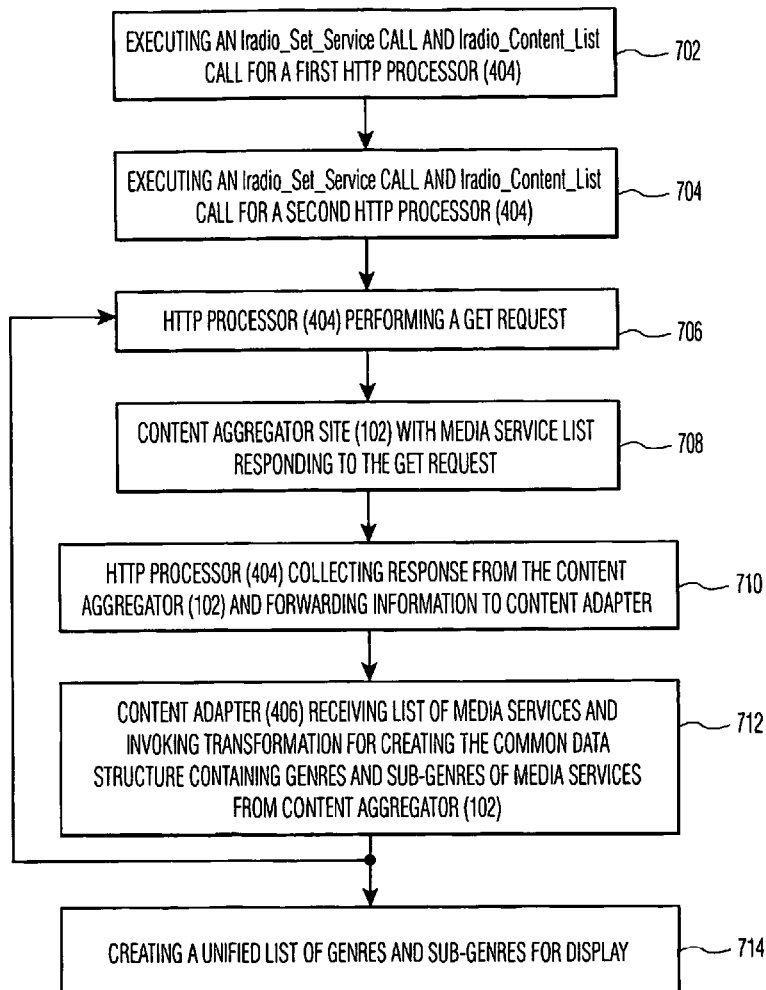 EXECUTING AN Iradio_Set_Service CALL AND Iradio_Content_List
CALL FOR A FIRST HTTP PROCESSOR (404)
702
EXECUTING AN Iradio_Set_Service CALL AND Iradio_Content_List
CALL FOR A SECOND HTTP PROCESSOR (404)
704
HTTP PROCESSOR (404) PERFORMING A GET REQUEST
706
CONTENT AGGREGATOR SITE (102) WITH MEDIA SERVICE LIST
RESPONDING TO THE GET REQUEST
708
HTTP PROCESSOR (404) COLLECTING RESPONSE FROM THE CONTENT
AGGREGATOR (102) AND FORWARDING INFORMATION TO CONTENT ADAPTER
710
CONTENT ADAPTER (406) RECEIVING LIST OF MEDIA SERVICES AND
INVOKING TRANSFORMATION FOR CREATING THE COMMON DATA
STRUCTURE CONTAINING GENRES AND SUB-GENRES OF MEDIA SERVICES
FROM CONTENT AGGREGATOR (102)
712
CREATING A UNIFIED LIST OF GENRES AND SUB-GENRES FOR DISPLAY
714